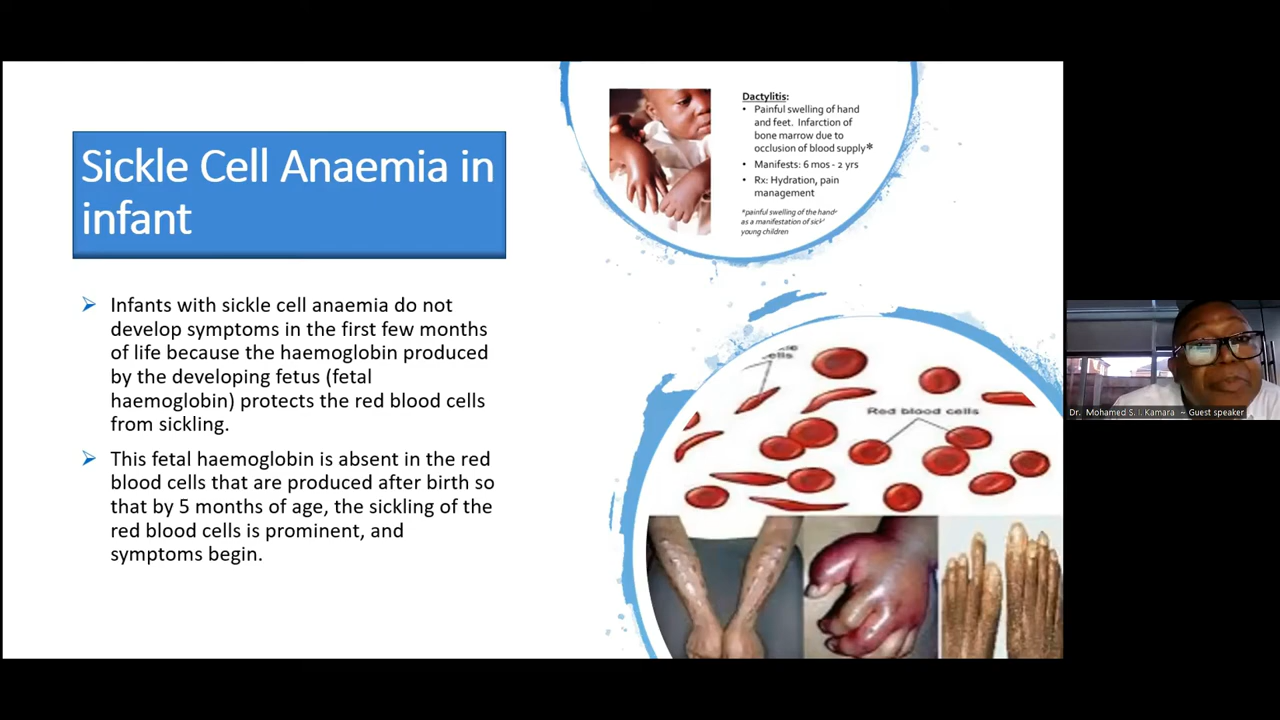 Sickle Cell Anaemia in
infant
➢ Infants with sickle cell anaemia do not
develop symptoms in the first few months
of life because the haemoglobin produced
by the developing fetus (fetal
haemoglobin) protects the red blood cells
from sickling.
➢ This fetal haemoglobin is absent in the red
blood cells that are produced after birth so
that by 5 months of age, the sickling of the
red blood cells is prominent, and
symptoms begin.
Dactylitis:
• Painful swelling of hand
and feet. Infarction of
bone marrow due to
occlusion of blood supply*
• Manifests: 6 mos - 2 yrs
• Rx: Hydration, pain
management
*painful swelling of the hand
as a manifestation of
young children
cells
Red blood cells
Dr. Mohamed S. I. Kamara ~ Guest speaker